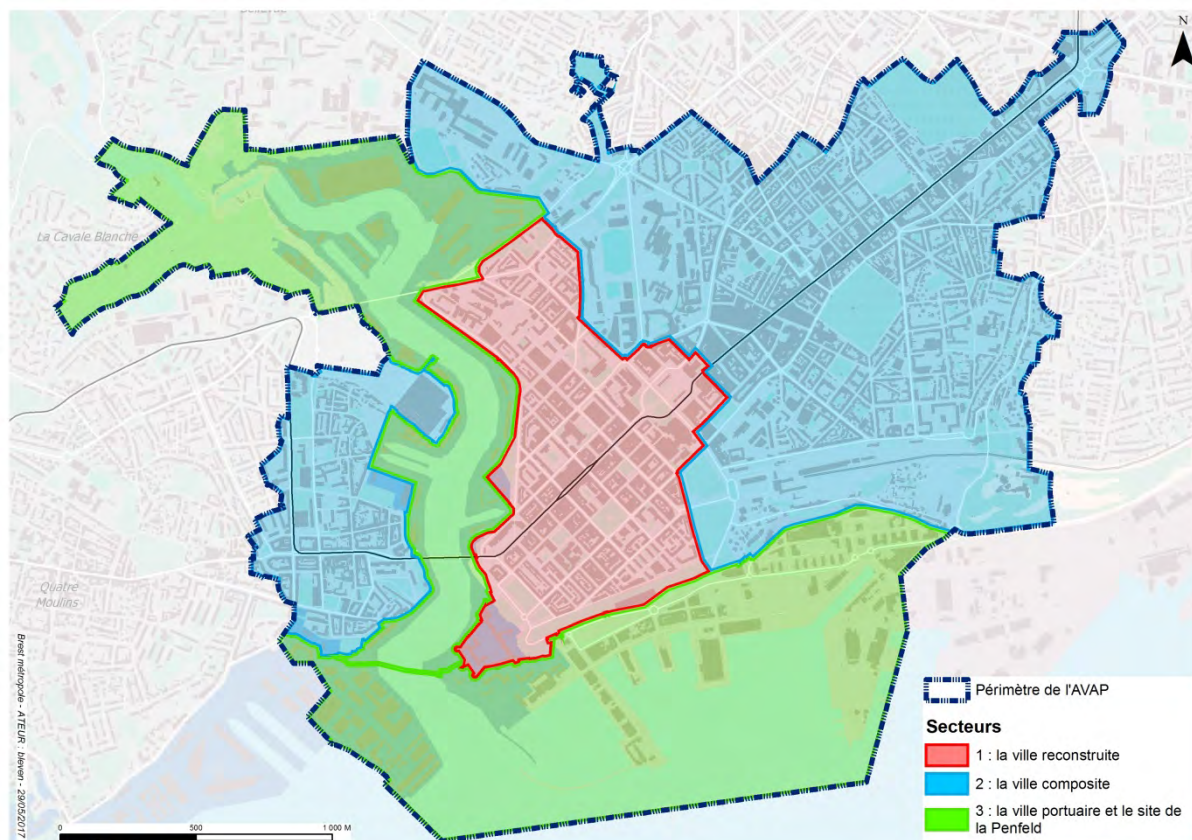 Bellevue
N
La Cavale Blanche
Quatre
Moulins
Brest métropole - ATEUR : bleven - 29/05/2017
Périmètre de l'AVAP
Secteurs
1 : la ville reconstruite
2 : la ville composite
3 : la ville portuaire et le site de
la Penfeld
0 500 1 000 M